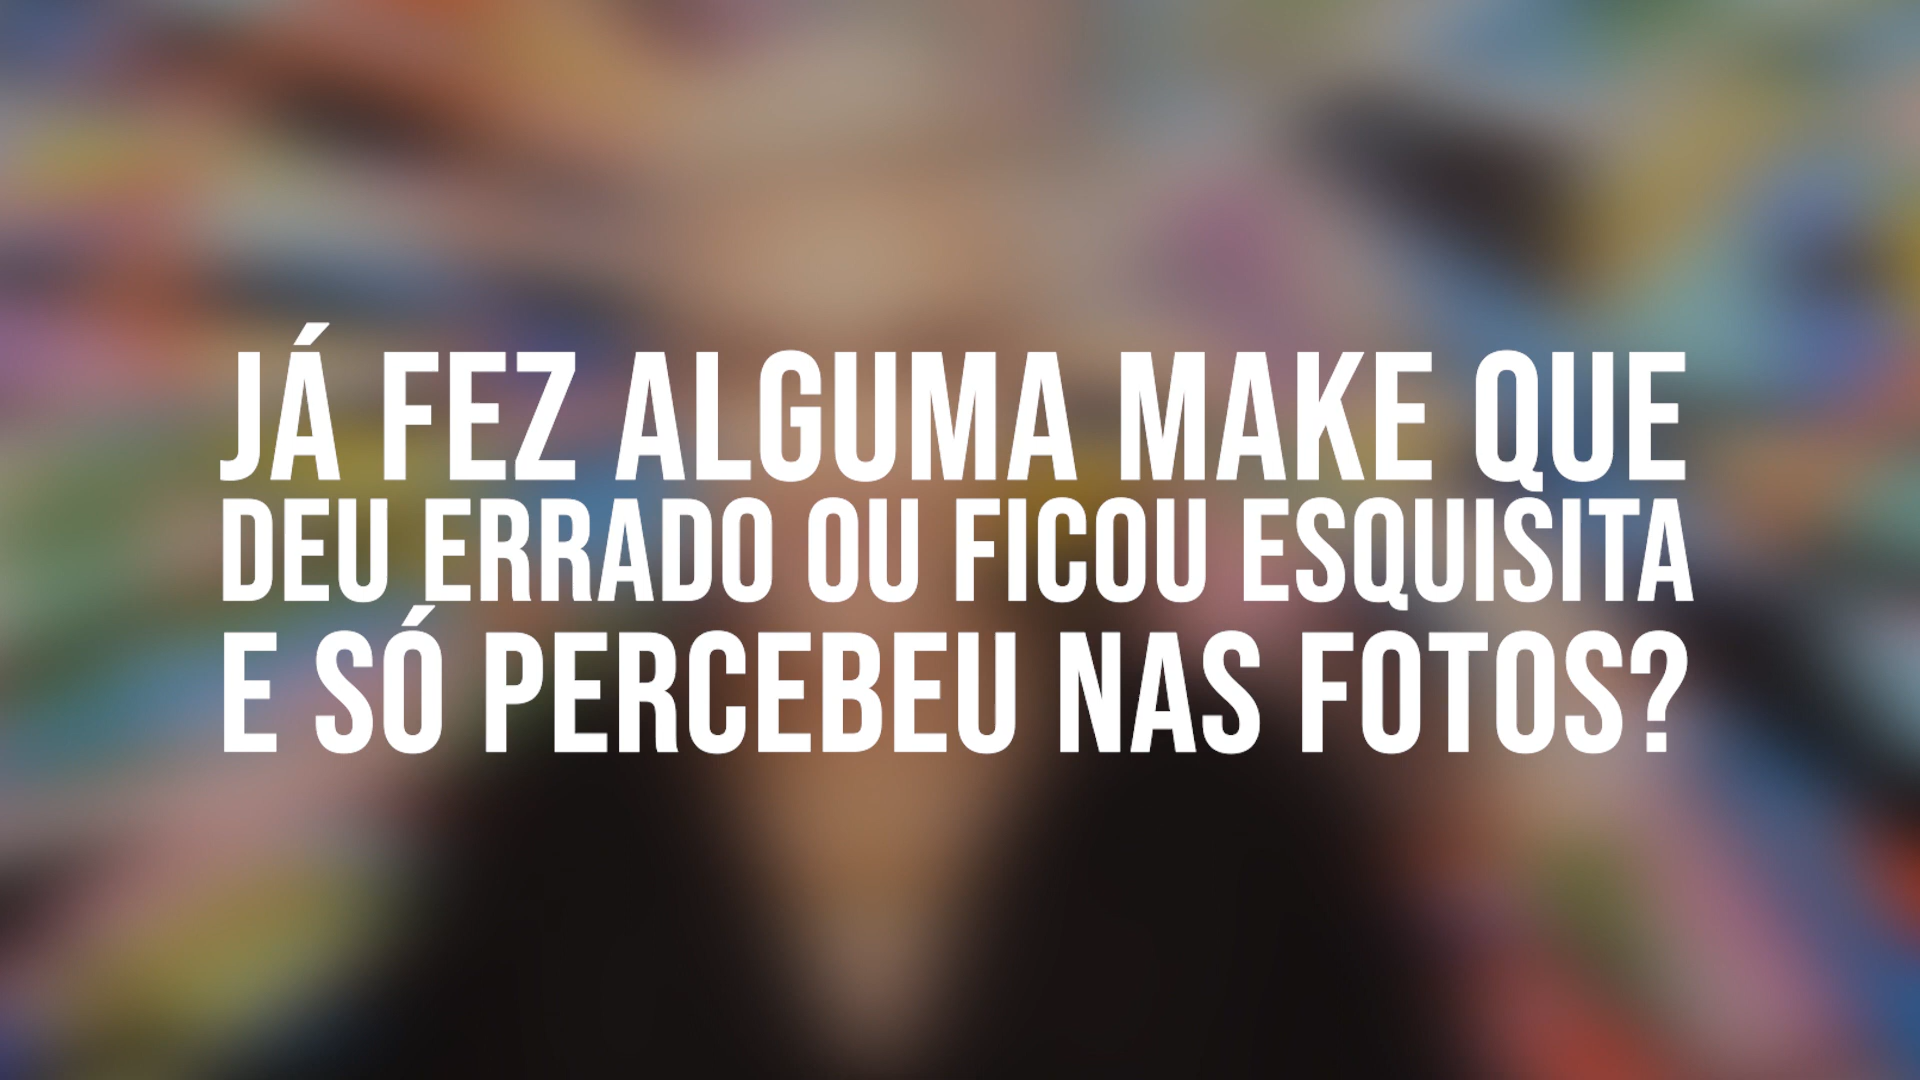 JÁ FEZ ALGUMA MAKE QUE
DEU ERRADO OU FICOU ESQUISITA
E SÓ PERCEBEU NAS FOTOS?